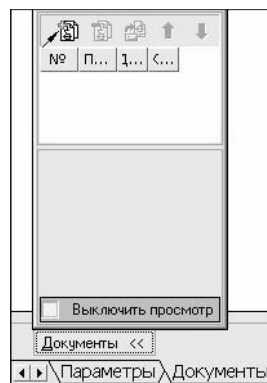 № П... Ц... <...
Выключить просмотр
Документы <<
Параметры Документы